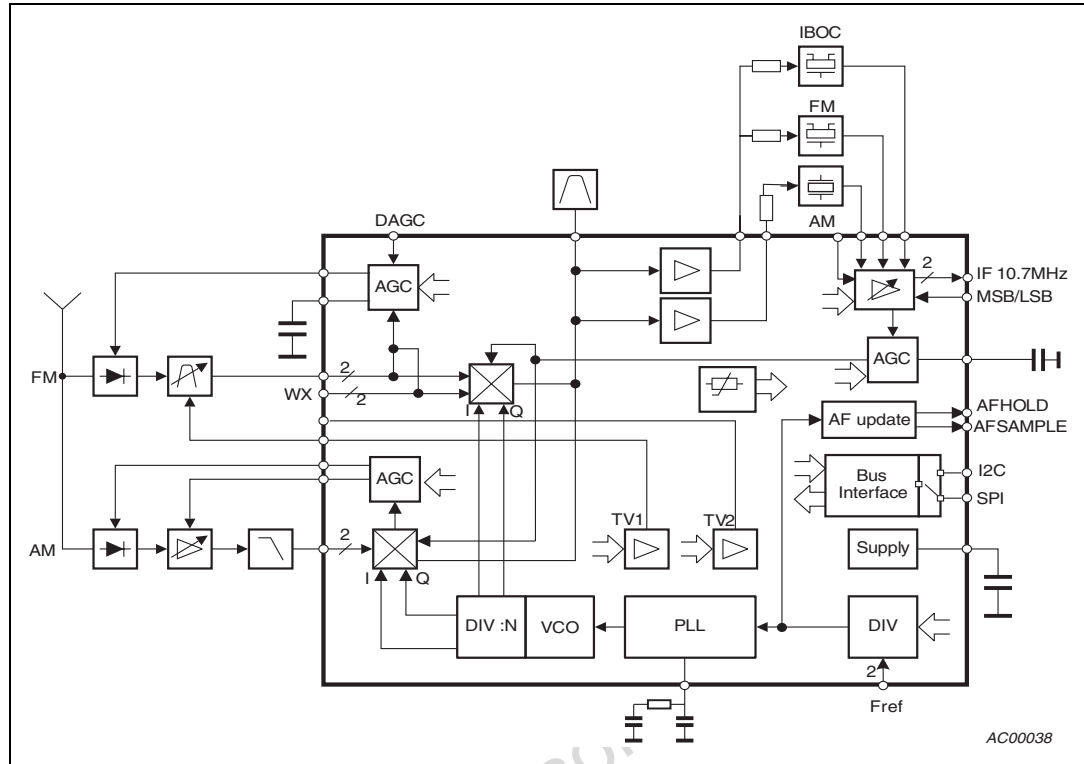 IBOC
FM
AM
DAGC
AGC
2
IF 10.7MHz
MSB/LSB
AGC
FM
2
WX
2
I
Q
AF update
AFHOLD
AFSAMPLE
AGC
Bus
Interface
I2C
SPI
TV1
TV2
AM
2
I
Q
Supply
DIV :N
VCO
PLL
DIV
2
Fref
AC00038